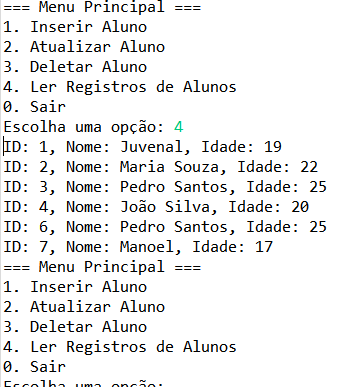 === Menu Principal ===
1. Inserir Aluno
2. Atualizar Aluno
3. Deletar Aluno
4. Ler Registros de Alunos
0. Sair
Escolha uma opção: 4
ID: 1, Nome: Juvenal, Idade: 19
ID: 2, Nome: Maria Souza, Idade: 22
ID: 3, Nome: Pedro Santos, Idade: 25
ID: 4, Nome: João Silva, Idade: 20
ID: 6, Nome: Pedro Santos, Idade: 25
ID: 7, Nome: Manoel, Idade: 17
=== Menu Principal ===
1. Inserir Aluno
2. Atualizar Aluno
3. Deletar Aluno
4. Ler Registros de Alunos
0. Sair
Escolha uma opção: